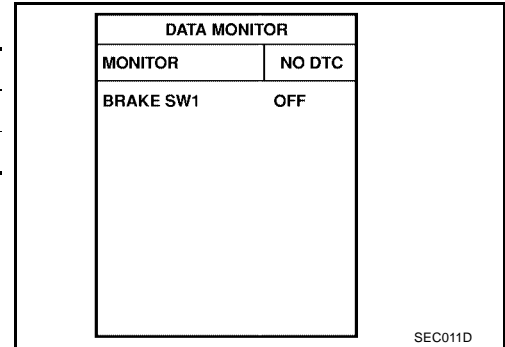 DATA MONITOR
MONITOR NO DTC
BRAKE SW1 OFF
SEC011D